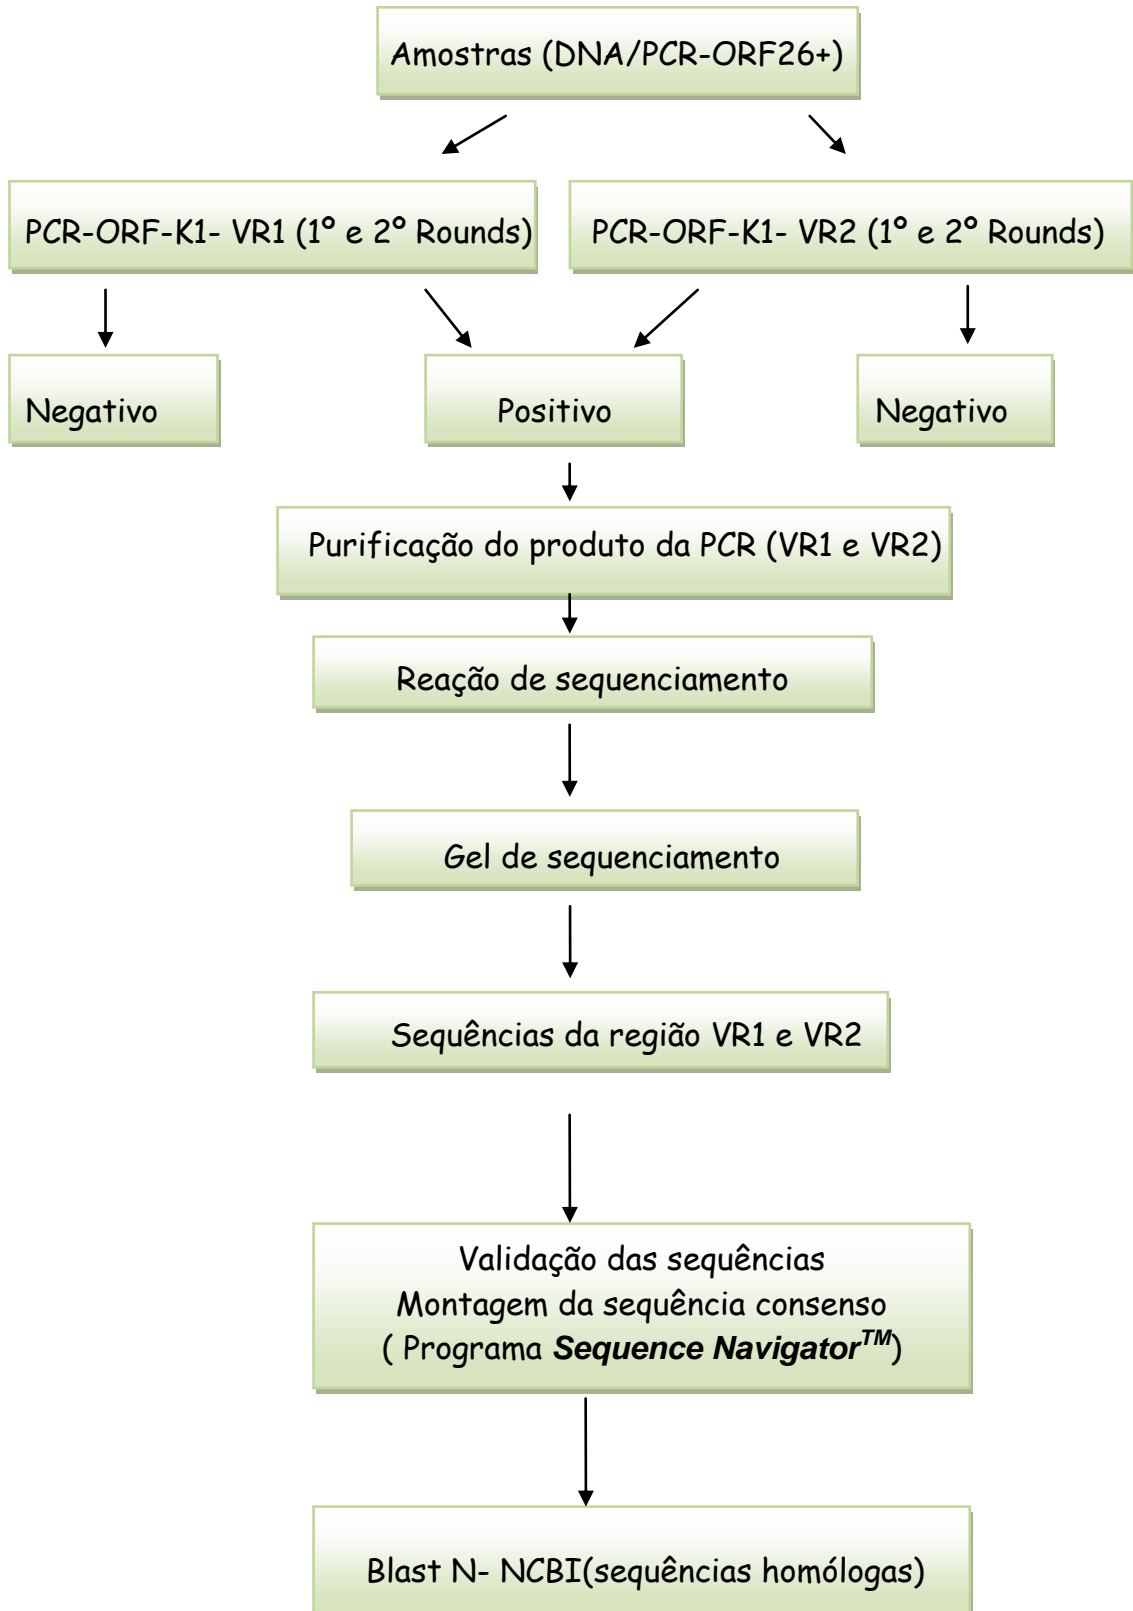 Amostras (DNA/PCR-ORF26+)
PCR-ORF-K1- VR1 (1º e 2º Rounds)
PCR-ORF-K1- VR2 (1º e 2º Rounds)
Negativo
Positivo
Negativo
Purificação do produto da PCR (VR1 e VR2)
Reação de sequenciamento
Gel de sequenciamento
Sequências da região VR1 e VR2
Validação das sequências
Montagem da sequência consenso
( Programa Sequence Navigator™)
Blast N- NCBI(sequências homólogas)